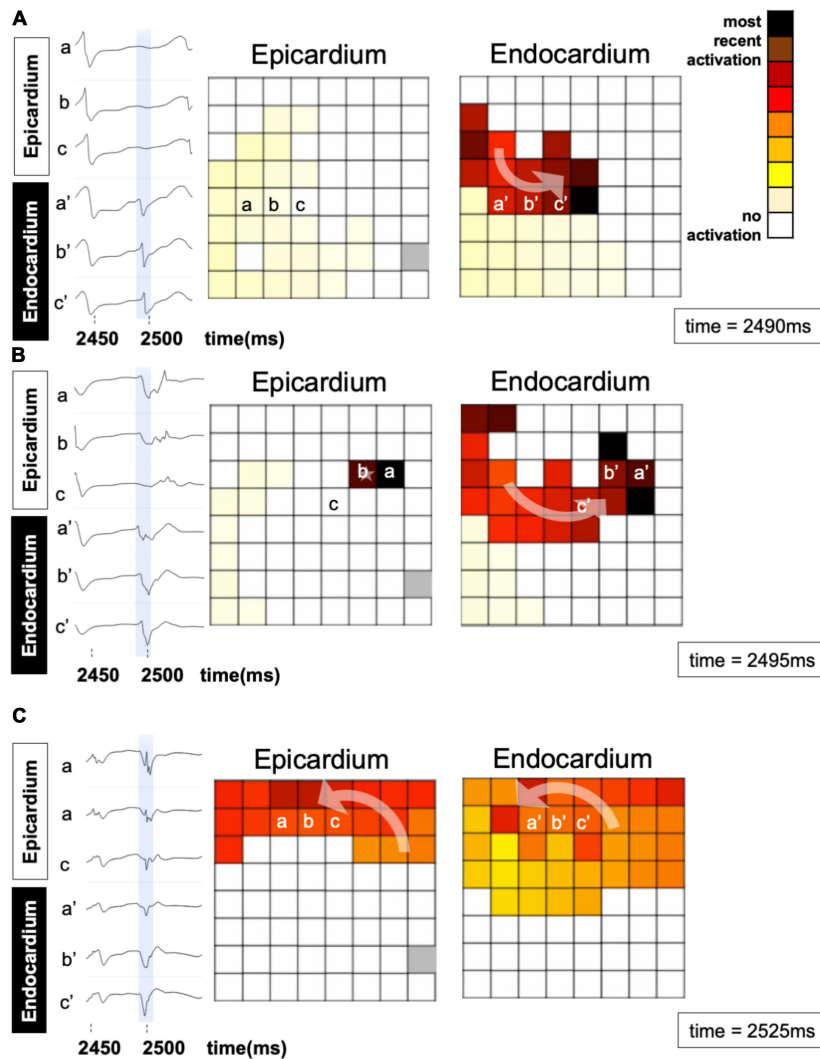 A
Epicardium
Endocardium
a
b
c
a'
b'
c'
2450 2500 time(ms)
Epicardium
a b c
Endocardium
a' b' c'
most
recent
activation
no
activation
time = 2490ms
B
Epicardium
Endocardium
a
b
c
a'
b'
c'
2450 2500 time(ms)
Epicardium
b a
c
Endocardium
b' a'
c'
time = 2495ms
C
Epicardium
Endocardium
a
a
c
a'
b'
c'
2450 2500 time(ms)
Epicardium
a b c
Endocardium
a' b' c'
time = 2525ms